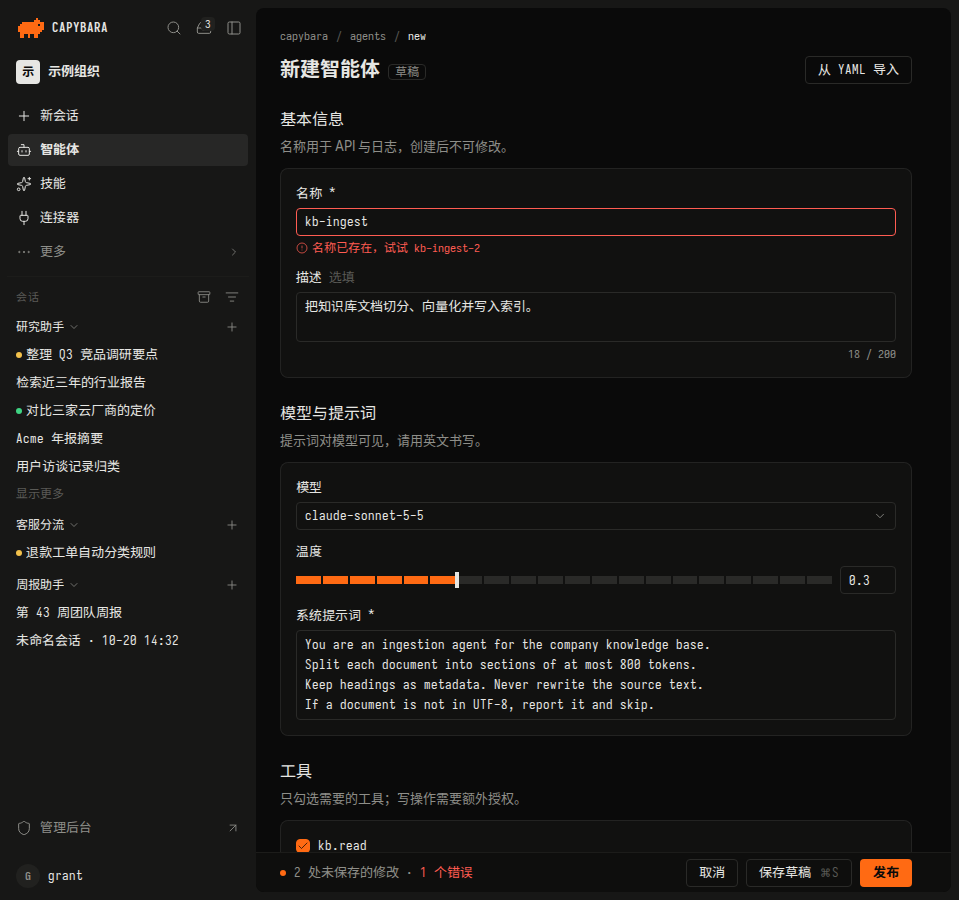 CAPYBARA
3
示 示例组织
新会话
智能体
技能
连接器
更多
会话
研究助手
整理 Q3 竞品调研要点
检索近三年的行业报告
对比三家云厂商的定价
Acme 年报摘要
用户访谈记录归类
显示更多
客服分流
退款工单自动分类规则
周报助手
第 43 周团队周报
未命名会话 · 10-20 14:32
管理后台
G grant
capybara / agents / new
新建智能体 草稿
从 YAML 导入
基本信息
名称用于 API 与日志，创建后不可修改。
名称 *
kb-ingest
名称已存在，试试 kb-ingest-2
描述 选填
把知识库文档切分、向量化并写入索引。
18 / 200
模型与提示词
提示词对模型可见，请用英文书写。
模型
claude-sonnet-5-5
温度
0.3
系统提示词 *
You are an ingestion agent for the company knowledge base.
Split each document into sections of at most 800 tokens.
Keep headings as metadata. Never rewrite the source text.
If a document is not in UTF-8, report it and skip.
工具
只勾选需要的工具；写操作需要额外授权。
kb.read
2 处未保存的修改 · 1 个错误
取消
保存草稿 ⌘S
发布